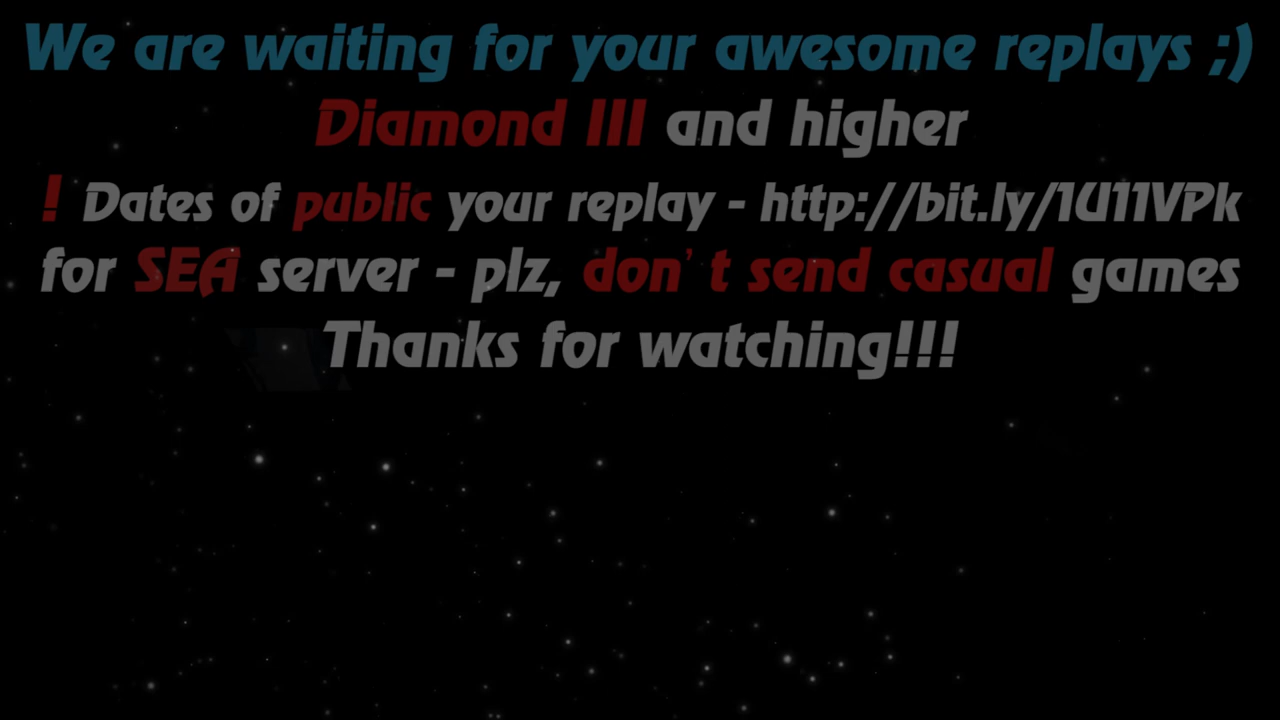 We are waiting for your awesome replays ;)
Diamond III and higher
! Dates of public your replay - http://bit.ly/1U11VPk
for SEA server - plz, don't send casual games
Thanks for watching!!!